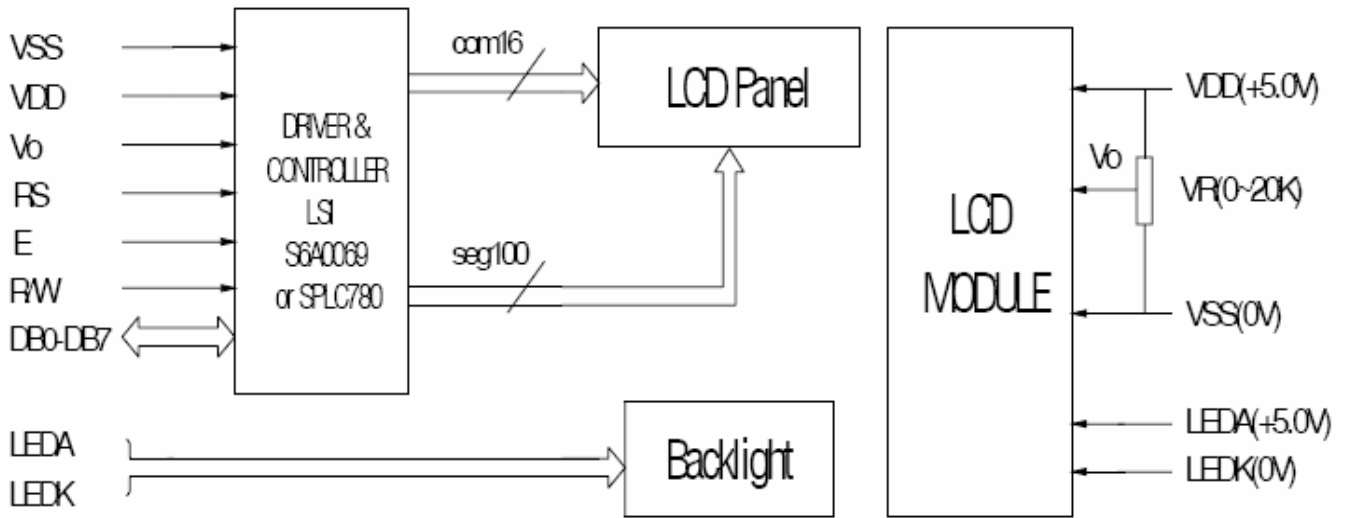 VSS
VDD
Vo
RS
E
R/W
DB0-DB7
LEDA
LEDK
DRIVER &
CONTROLLER
LSI
S6A0069
or SPLC780
com16
seg100
LCD Panel
Backlight
LCD
MODULE
VDD(+5.0V)
Vo
VR(0~20K)
VSS(0V)
LEDA(+5.0V)
LEDK(0V)